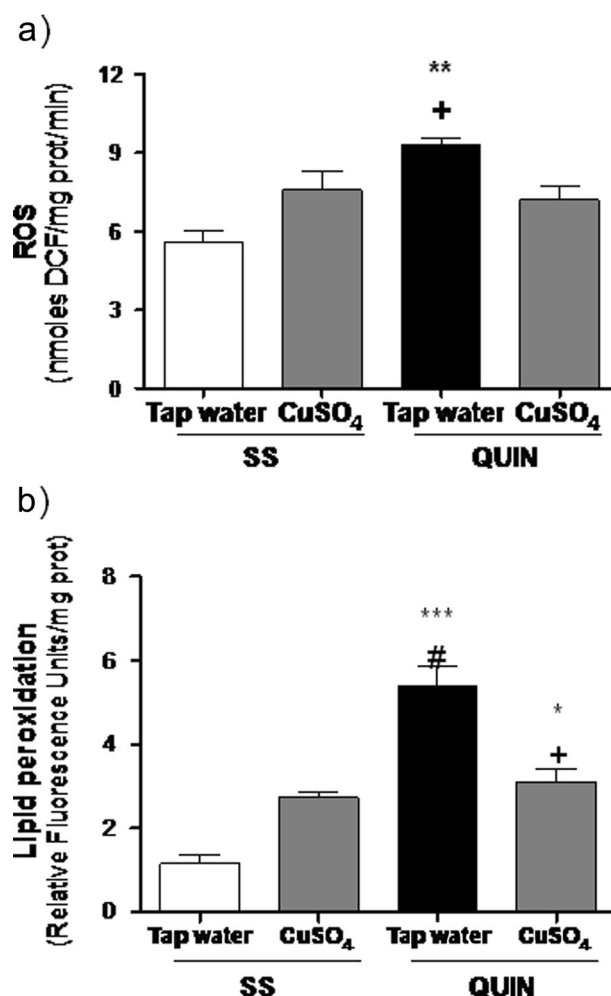 a)
ROS
(nmoles DCF/mg prot/min)
12
9
6
3
0
**
+
Tap water CuSO₄ Tap water CuSO₄
SS QUIN
b)
Lipid peroxidation
(Relative Fluorescence Units/mg prot)
8
6
4
2
0
***
#
*
+
Tap water CuSO₄ Tap water CuSO₄
SS QUIN